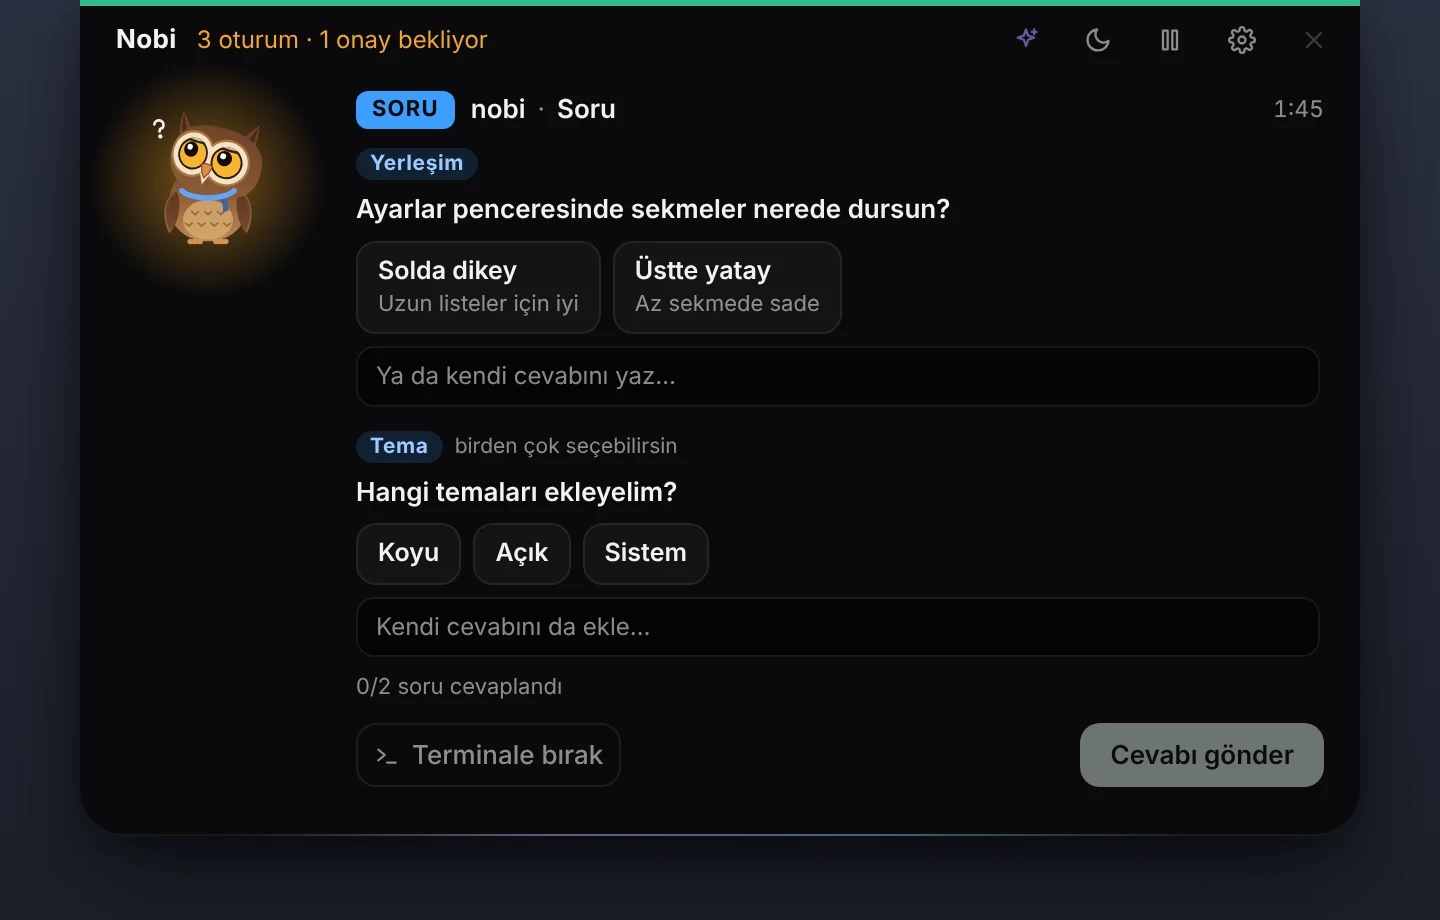 Nobi 3 oturum · 1 onay bekliyor
?
SORU nobi · Soru 1:45
Yerleşim
Ayarlar penceresinde sekmeler nerede dursun?
Solda dikey Üstte yatay
Uzun listeler için iyi Az sekmede sade
Ya da kendi cevabını yaz...
Tema birden çok seçebilirsin
Hangi temaları ekleyelim?
Koyu Açık Sistem
Kendi cevabını da ekle...
0/2 soru cevaplandı
Terminale bırak Cevabı gönder